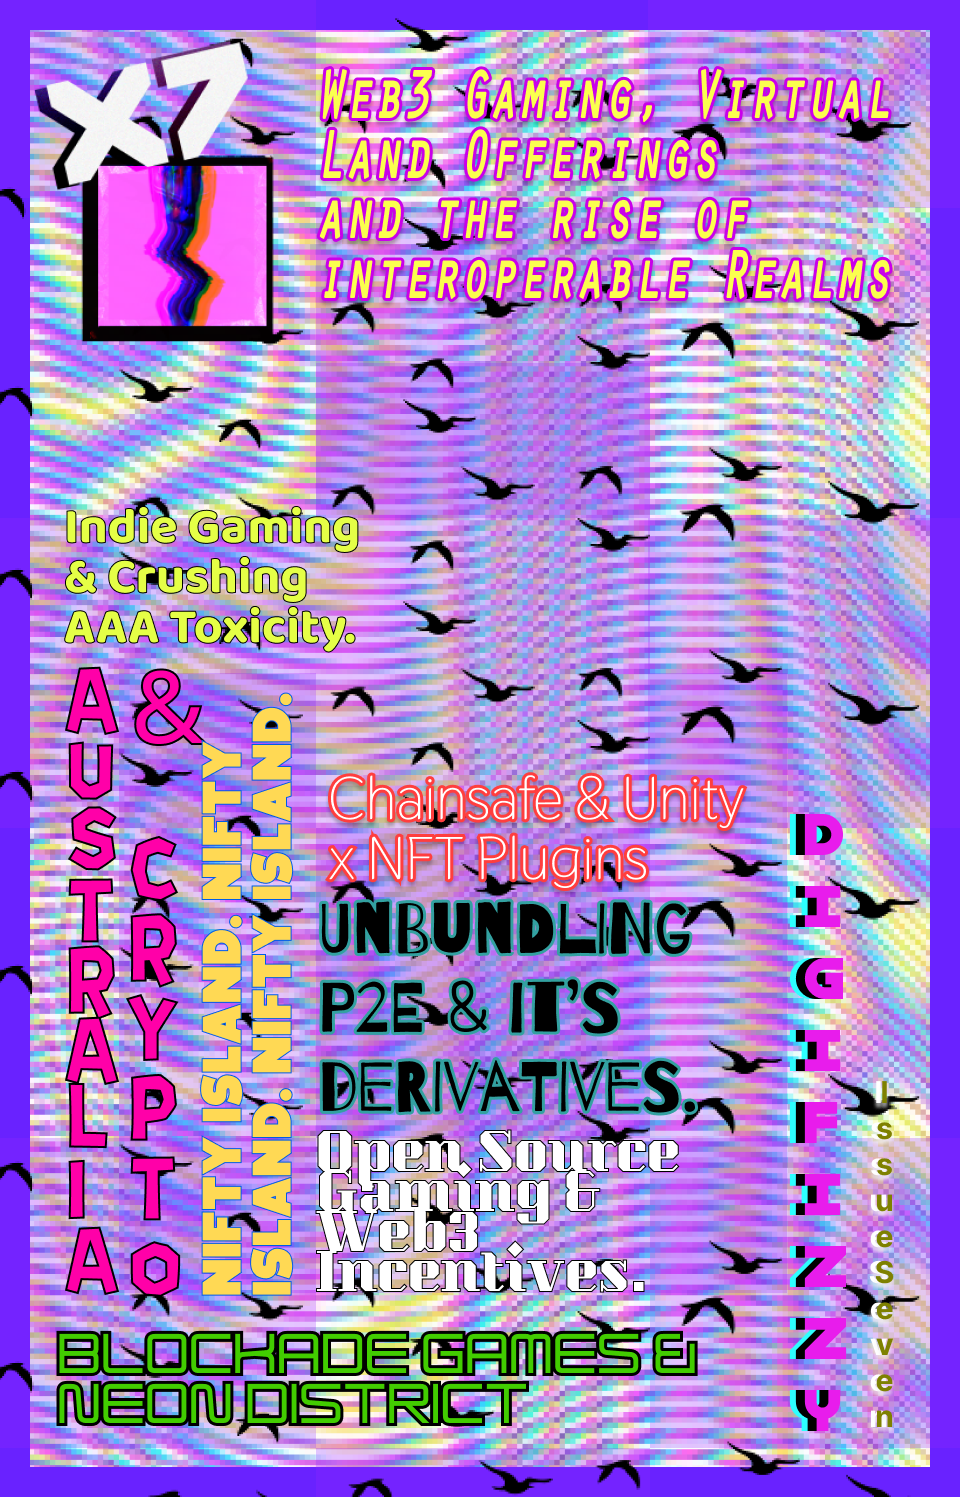 X7
Web3 Gaming, Virtual
Land Offerings
and the rise of
interoperable Realms
Indie Gaming
& Crushing
AAA Toxicity.
AUSTRALIA
& CRYPTO
NIFTY ISLAND. NIFTY
ISLAND. NIFTY ISLAND.
Chainsafe & Unity
x NFT Plugins
UNBUNDLING
P2E & IT'S
DERIVATIVES.
Open Source
Gaming &
Web3
Incentives.
DIGIFIZZY
Issue Seven
BLOCKADE GAMES &
NEON DISTRICT